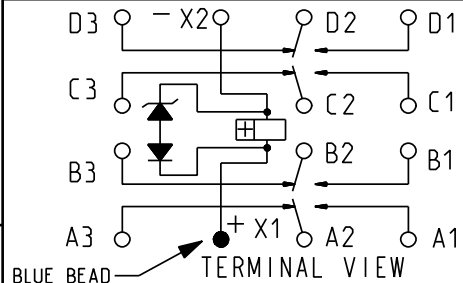 D3 − X2 D2 D1
C3 C2 C1
+
B3 B2 B1
A3 + X1 A2 A1
BLUE BEAD TERMINAL VIEW